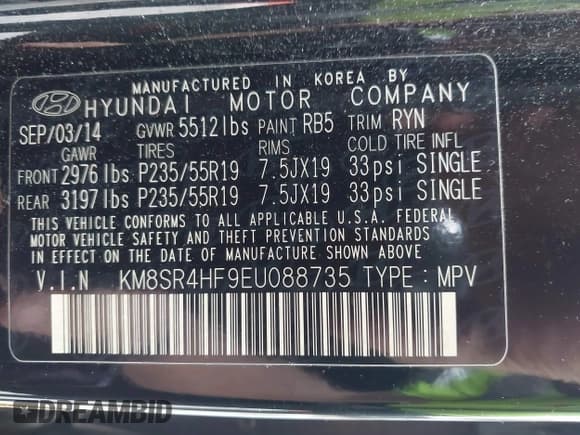 MANUFACTURED IN KOREA BY
HYUNDAI MOTOR COMPANY
SEP/03/14 GVWR 5512lbs PAINT RB5 TRIM RYN
GAWR TIRES RIMS COLD TIRE INFL
FRONT 2976lbs P235/55R19 7.5JX19 33psi SINGLE
REAR 3197lbs P235/55R19 7.5JX19 33psi SINGLE
THIS VEHICLE CONFORMS TO ALL APPLICABLE U.S.A. FEDERAL
MOTOR VEHICLE SAFETY AND THEFT PREVENTION STANDARDS
IN EFFECT ON THE DATE OF MANUFACTURE SHOWN ABOVE
V.I.N KM8SR4HF9EU088735 TYPE : MPV
DREAMBID